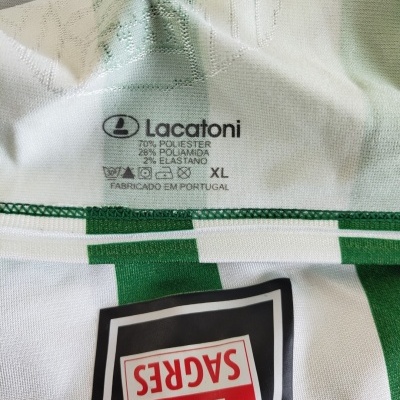 Lacatoni
70% POLIESTER
28% POLIAMIDA
2% ELASTANO
XL
FABRICADO EM PORTUGAL
SAGRES